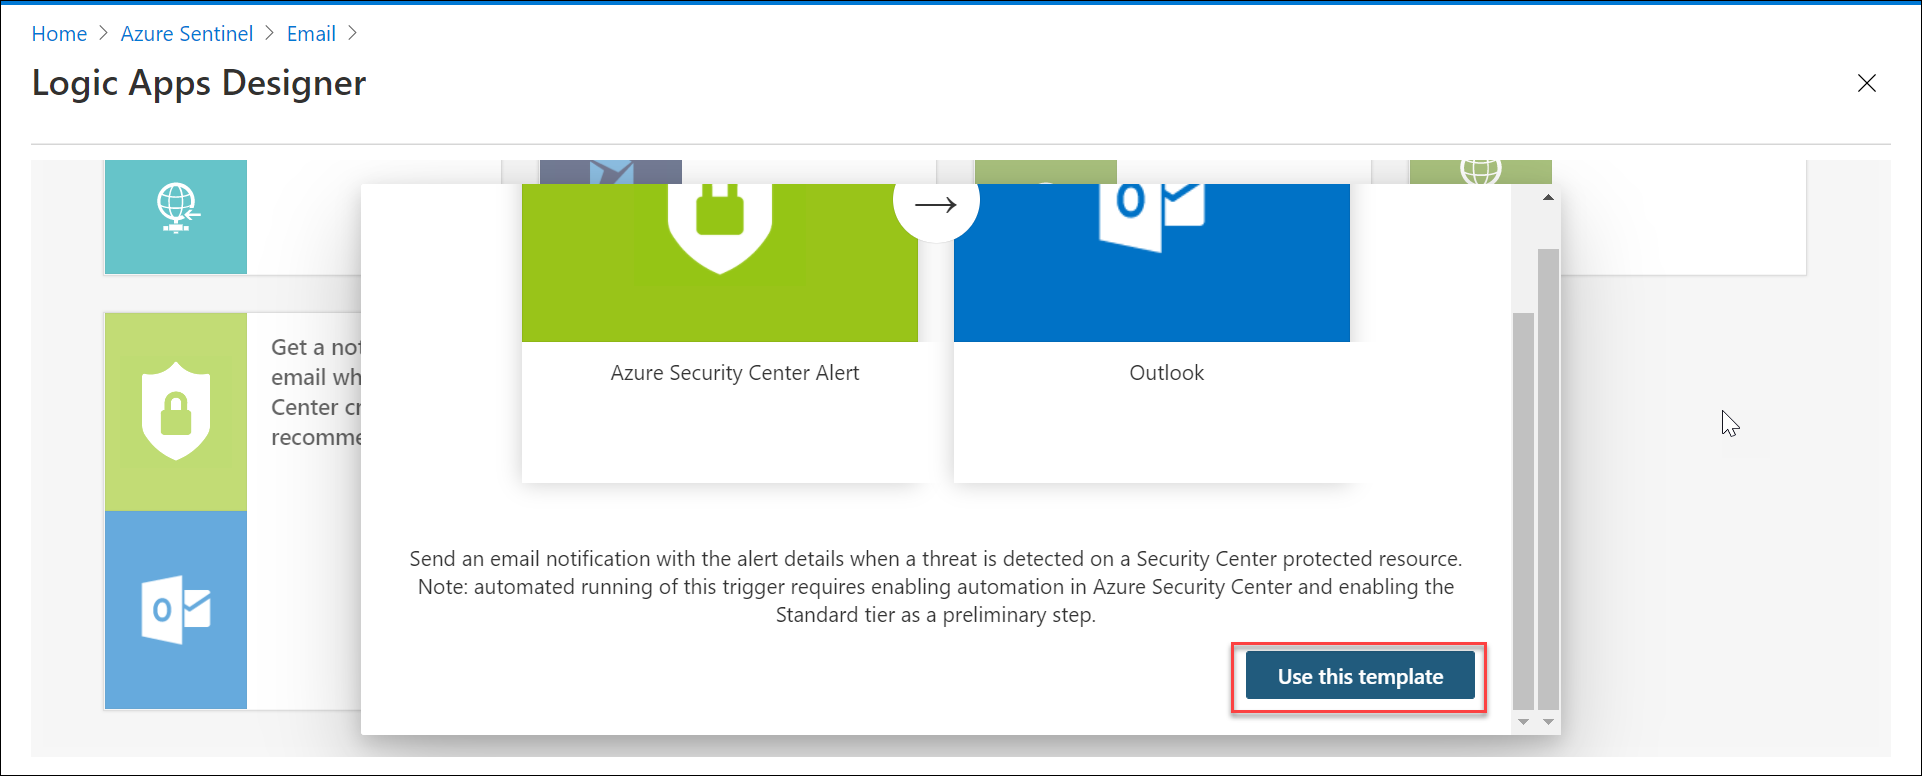 Home > Azure Sentinel > Email >
Logic Apps Designer
Get a not
email wh
Center cr
recomme
Azure Security Center Alert
Outlook
Send an email notification with the alert details when a threat is detected on a Security Center protected resource.
Note: automated running of this trigger requires enabling automation in Azure Security Center and enabling the
Standard tier as a preliminary step.
Use this template